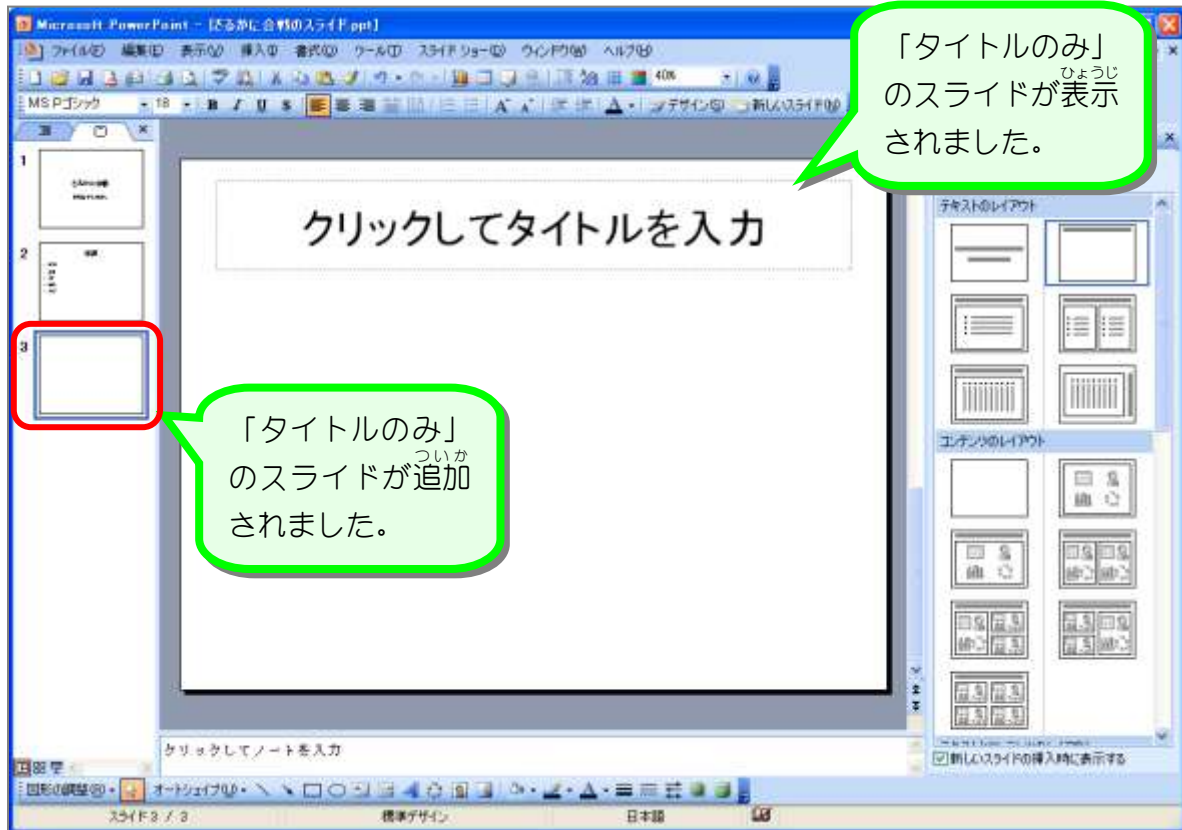 Microsoft PowerPoint - [さるかに合戦のスライド.ppt]
ファイル(F) 編集(E) 表示(V) 挿入(I) 書式(O) ツール(T) スライド ショー(D) ウィンドウ(W) ヘルプ(H)
40%
MS Pゴシック 18 B I U S デザイン(S) 新しいスライド(N)
「タイトルのみ」
のスライドが表示
ひょうじ
されました。
1
2
3
クリックしてタイトルを入力
「タイトルのみ」
のスライドが追加
ついか
されました。
テキストのレイアウト
コンテンツのレイアウト
新しいスライドの挿入時に表示する
クリックしてノートを入力
図形の調整(R) オートシェイプ(U)
スライド 3 / 3 標準デザイン 日本語